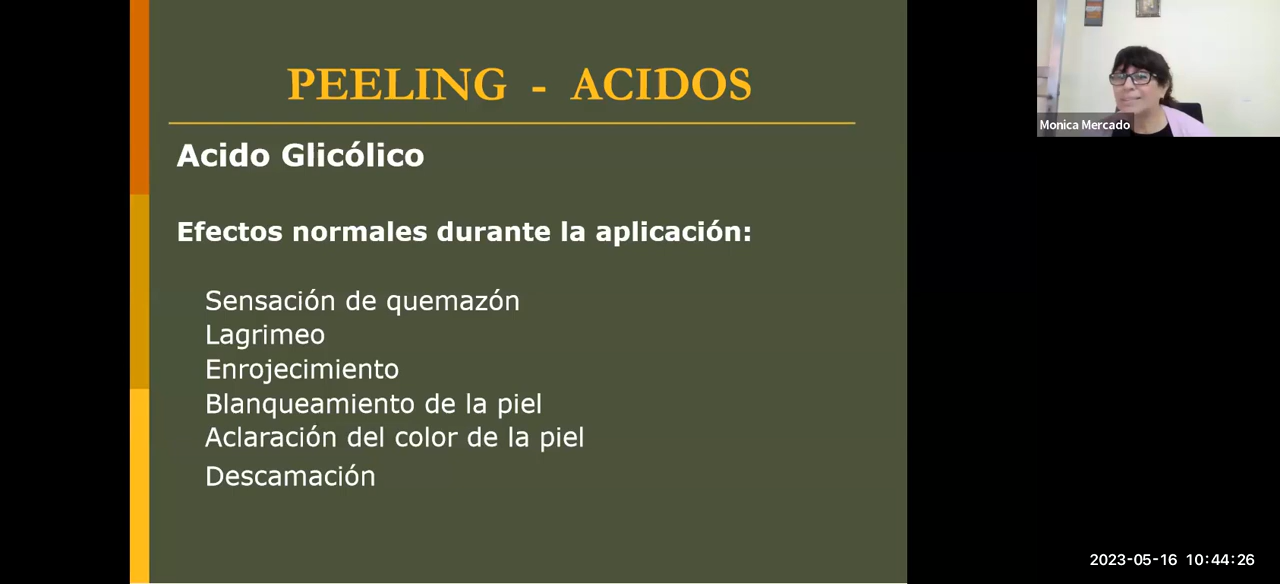 PEELING - ACIDOS
Acido Glicólico
Efectos normales durante la aplicación:
Sensación de quemazón
Lagrimeo
Enrojecimiento
Blanqueamiento de la piel
Aclaración del color de la piel
Descamación
Monica Mercado
2023-05-16 10:44:26